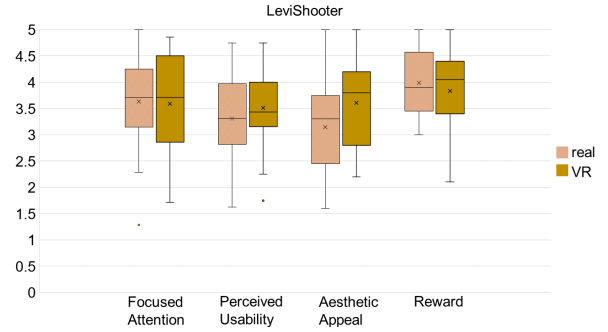 LeviShooter
5
4.5
4
3.5
3
2.5
2
1.5
1
0.5
0
real
VR
Focused Attention
Perceived Usability
Aesthetic Appeal
Reward